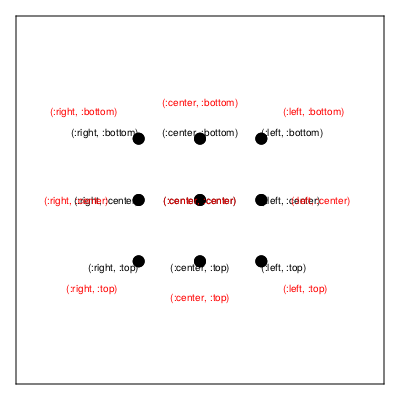 (:center, :bottom)
(:right, :bottom) (:left, :bottom)
(:right, :bottom) (:center, :bottom) (:left, :bottom)
(:right, :center) (:right, :center) (:center, :center) (:center, :center) (:left, :center) (:left, :center)
(:right, :top) (:center, :top) (:left, :top)
(:right, :top) (:left, :top)
(:center, :top)